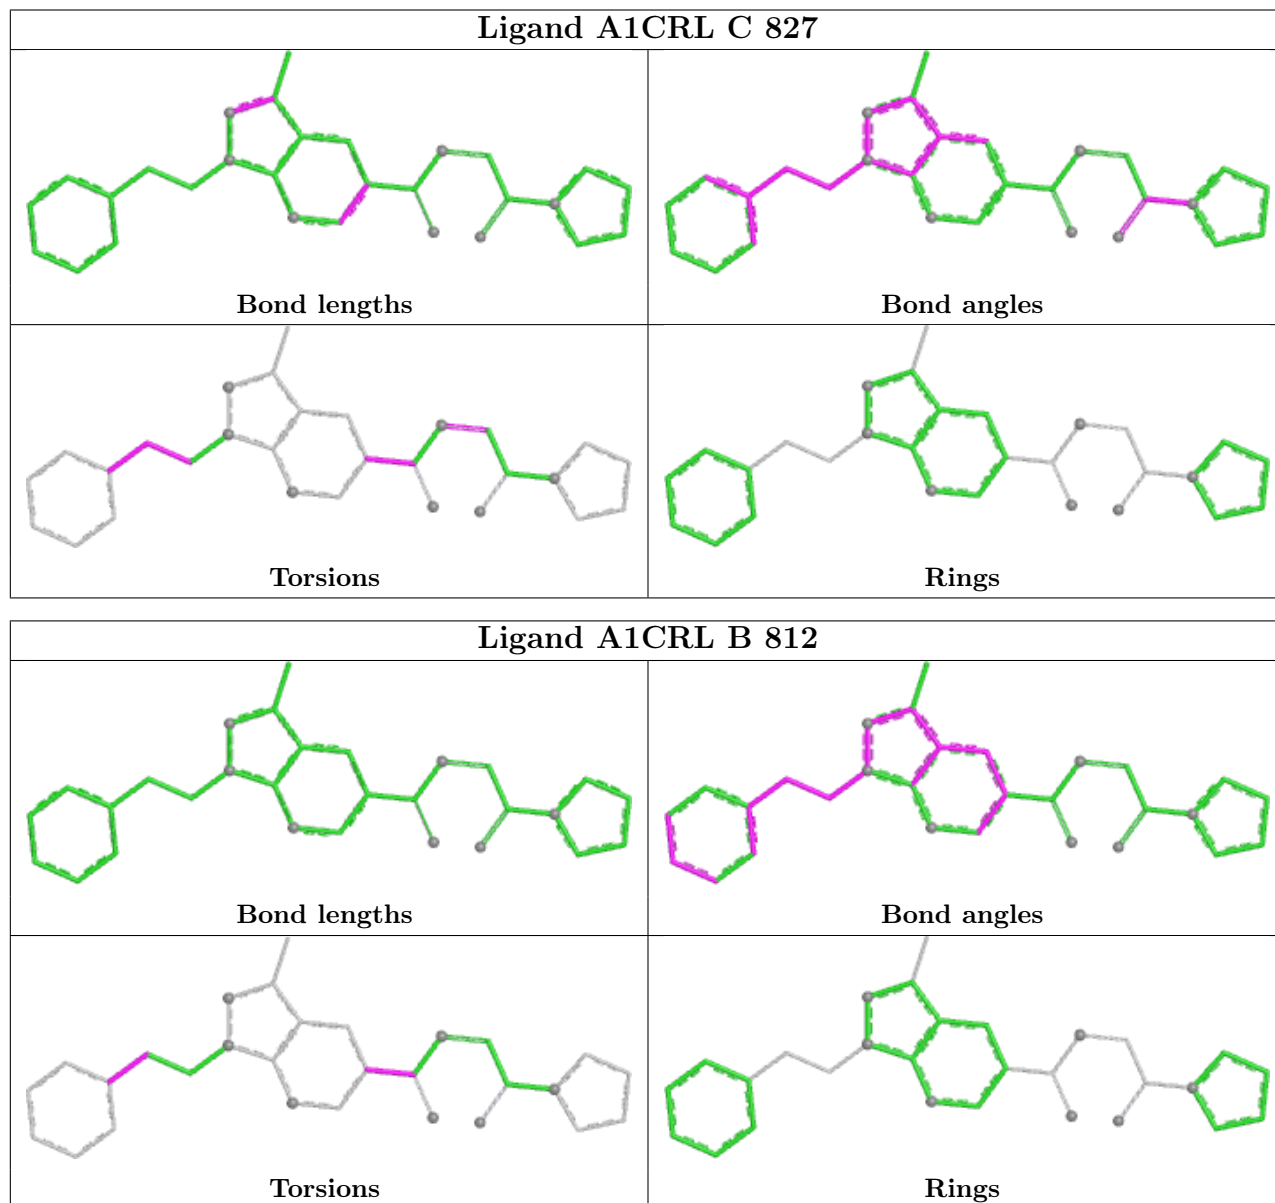 Ligand A1CRL C 827
Bond lengths
Bond angles
Torsions
Rings
Ligand A1CRL B 812
Bond lengths
Bond angles
Torsions
Rings